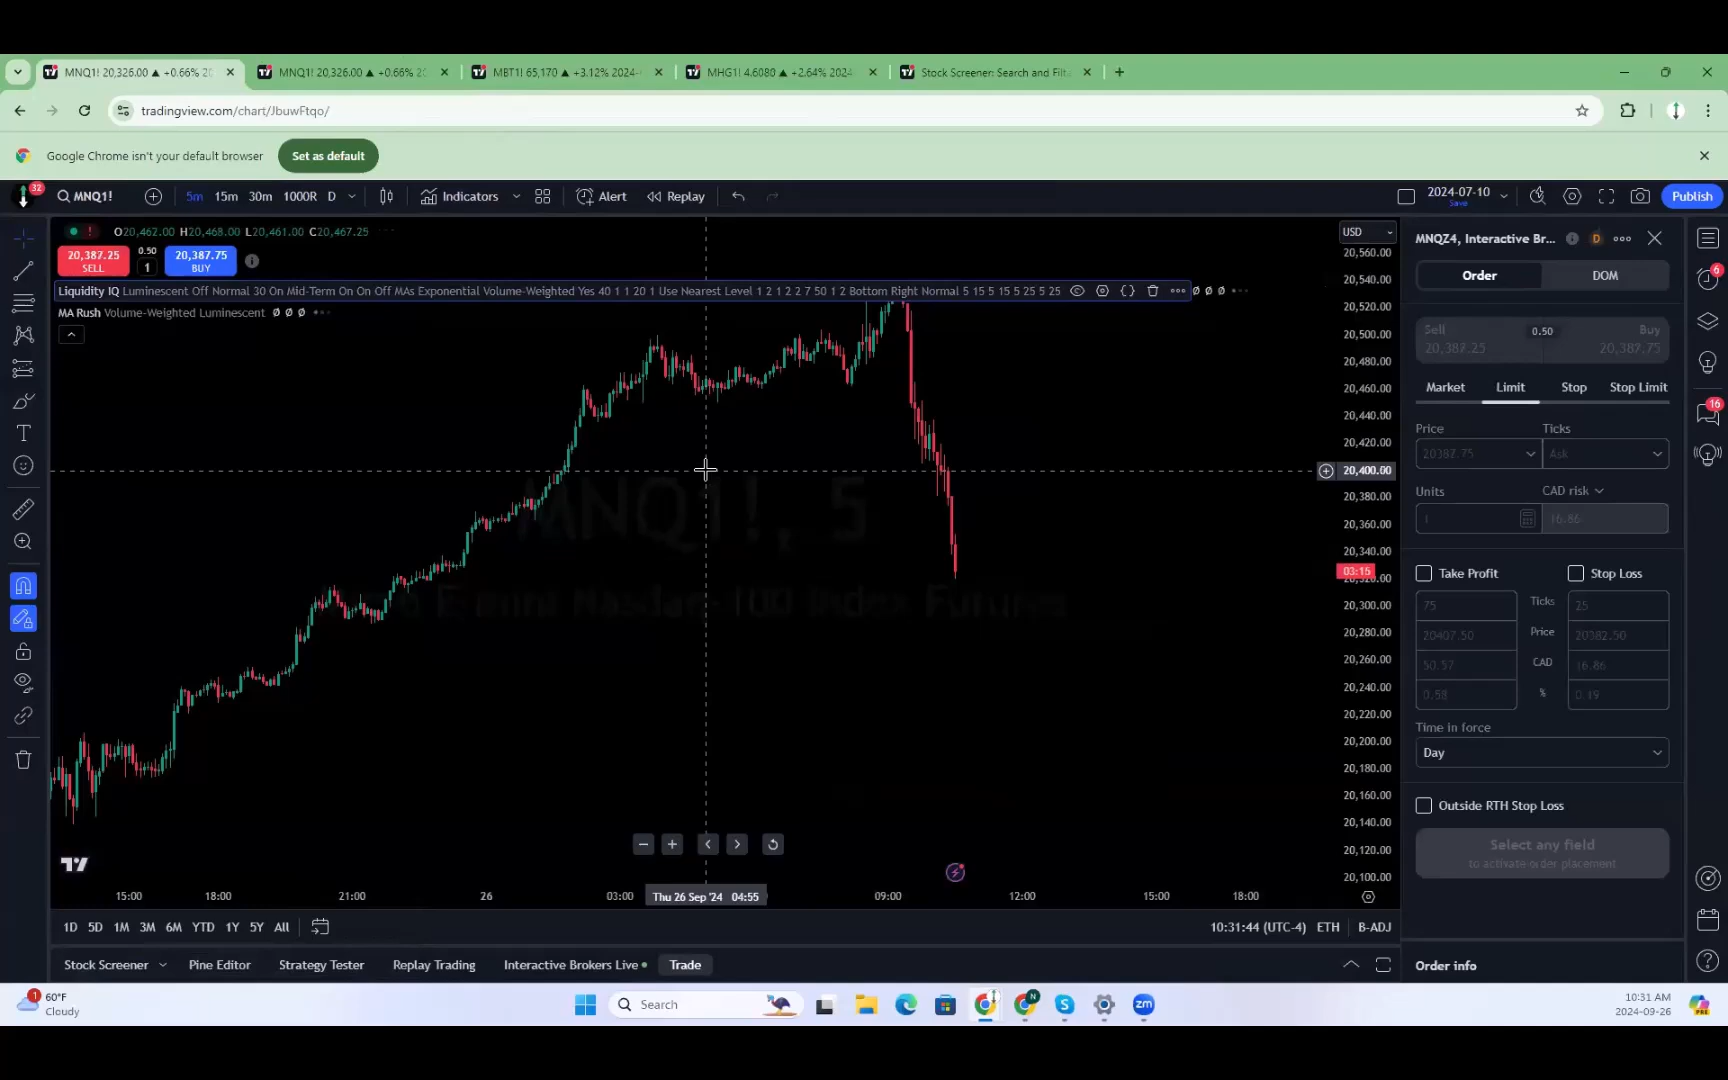 MNQ1! 20,326.00 ▲ +0.66% 20
MNQ1! 20,326.00 ▲ +0.66% 20
MBT1! 65,170 ▲ +3.12% 2024-
MHG1! 4.6080 ▲ +2.64% 2024-
Stock Screener: Search and Filt
tradingview.com/chart/JbuwFtqo/
Google Chrome isn't your default browser
Set as default
32
MNQ1!
5m 15m 30m 1000R D
Indicators
Alert
Replay
2024-07-10
Save
Publish
O20,462.00 H20,468.00 L20,461.00 C20,467.25
20,387.25
SELL
0.50
1
20,387.75
BUY
Liquidity IQ Luminescent Off Normal 30 On Mid-Term On On Off MAs Exponential Volume-Weighted Yes 40 1 1 20 1 Use Nearest Level 1 2 1 2 2 7 50 1 2 Bottom Right Normal 5 15 5 15 5 25 5 25
Ø Ø Ø
MA Rush Volume-Weighted Luminescent Ø Ø Ø
MNQ1!, 5
USD
20,560.00
20,540.00
20,520.00
20,500.00
20,480.00
20,460.00
20,440.00
20,420.00
20,400.00
20,380.00
20,360.00
20,340.00
03:15
20,320.00
20,300.00
20,280.00
20,260.00
20,240.00
20,220.00
20,200.00
20,180.00
20,160.00
20,140.00
20,120.00
20,100.00
15:00 18:00 21:00 26 03:00 Thu 26 Sep '24 04:55 09:00 12:00 15:00 18:00
1D 5D 1M 3M 6M YTD 1Y 5Y All
10:31:44 (UTC-4) ETH B-ADJ
Stock Screener Pine Editor Strategy Tester Replay Trading Interactive Brokers Live Trade
MNQZ4, Interactive Br...
D
Order DOM
Sell 0.50 Buy
20,387.25 20,387.75
Market Limit Stop Stop Limit
Price Ticks
20387.75 Ask
Units CAD risk
1 16.86
Take Profit Stop Loss
75 Ticks 25
20407.50 Price 20382.50
50.57 CAD 16.86
0.58 % 0.19
Time in force
Day
Outside RTH Stop Loss
Select any field
to activate order placement
Order info
6
16
1
60°F
Cloudy
Search
N
zm
10:31 AM
2024-09-26
PRE